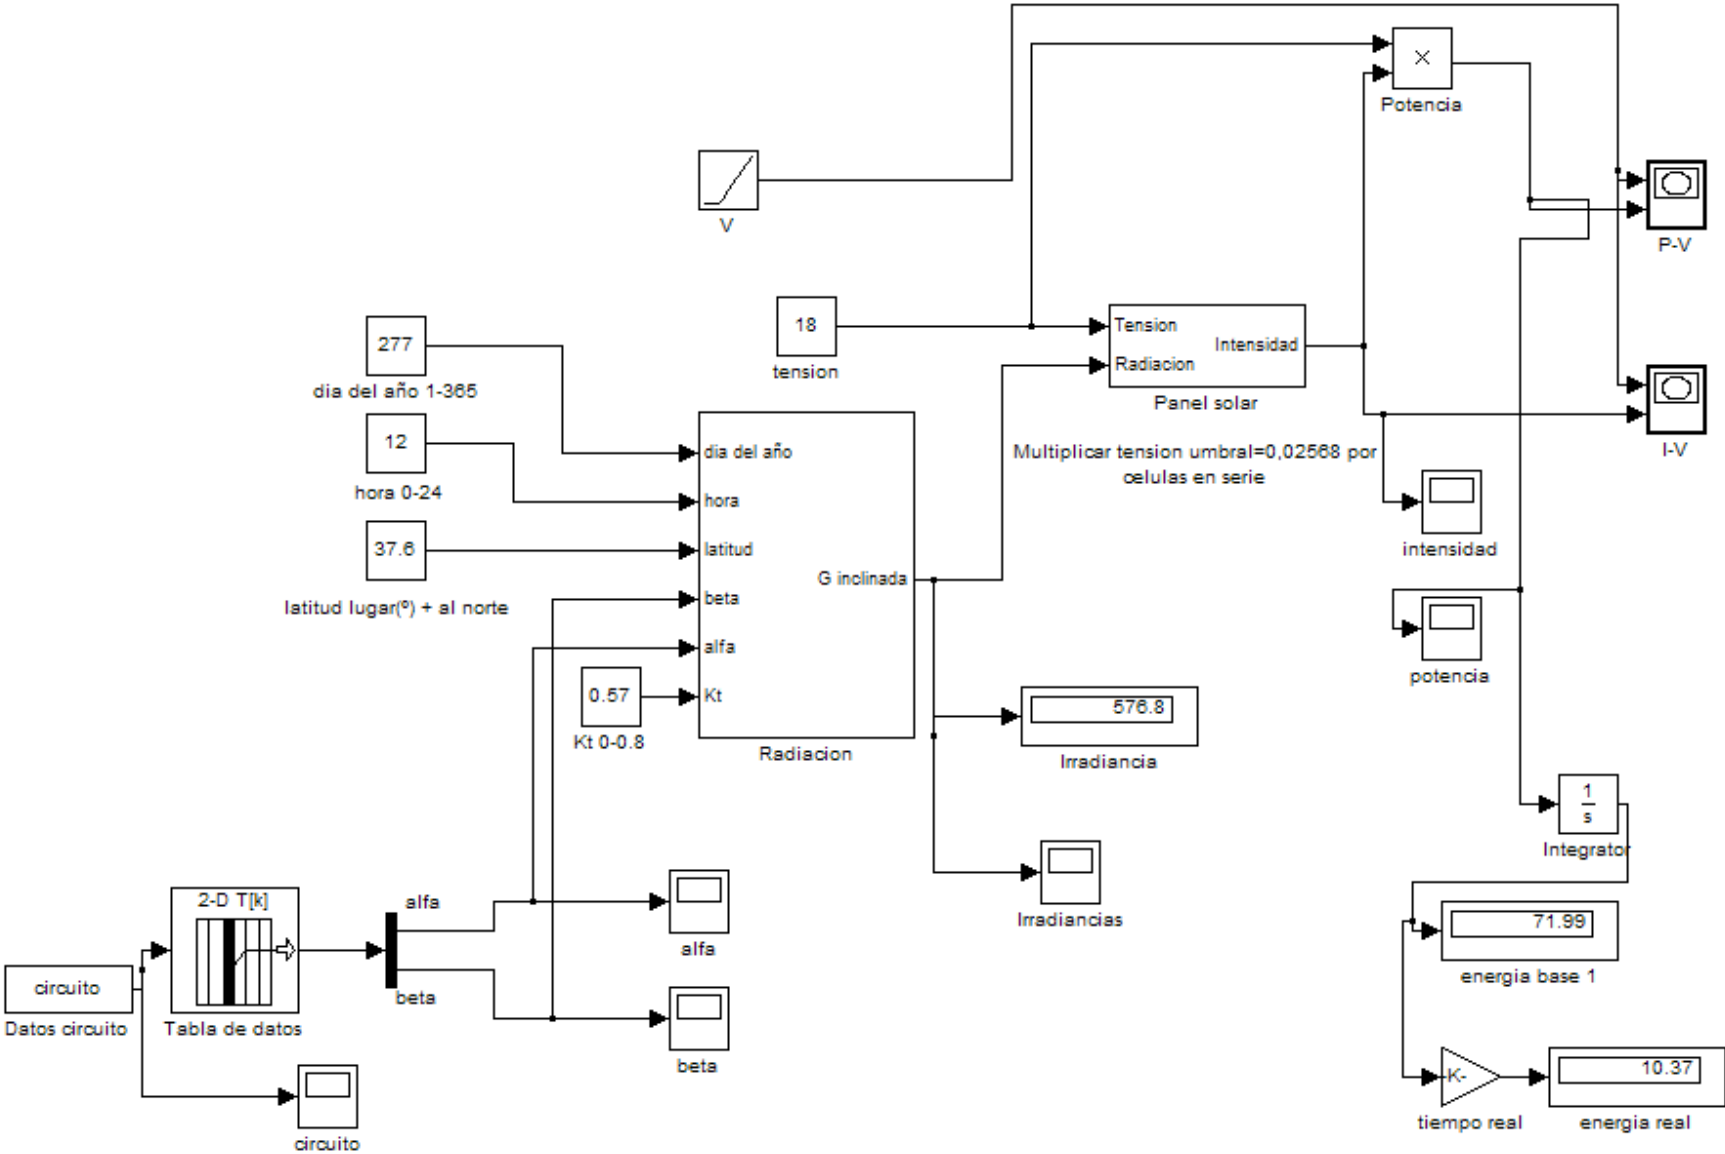 ×
Potencia
V
P-V
18
tension
Tension
Radiacion
Intensidad
Panel solar
277
dia del año 1-365
12
hora 0-24
37.6
latitud lugar(º) + al norte
dia del año
hora
latitud
beta
alfa
Kt
G inclinada
Radiacion
0.57
Kt 0-0.8
Multiplicar tension umbral=0,02568 por
celulas en serie
I-V
intensidad
potencia
576.8
Irradiancia
Irradiancias
1
s
Integrator
71.99
energia base 1
-K-
tiempo real
10.37
energia real
circuito
Datos circuito
2-D T[k]
Tabla de datos
alfa
beta
alfa
beta
circuito